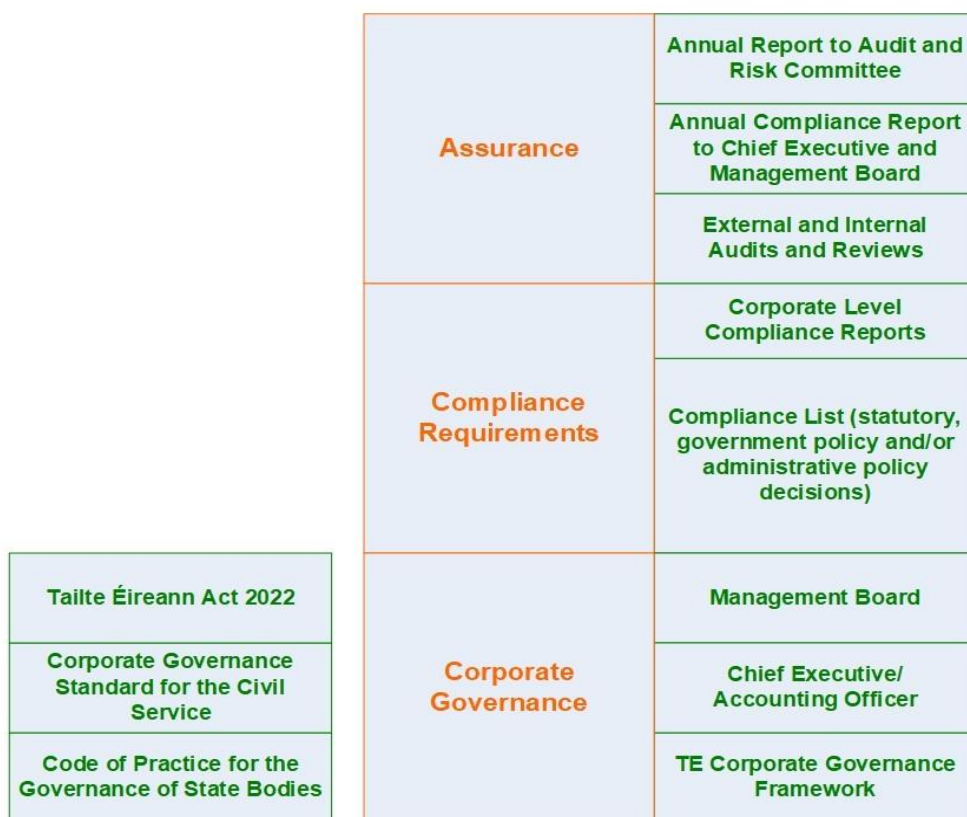 Assurance
Annual Report to Audit and
Risk Committee
Annual Compliance Report
to Chief Executive and
Management Board
External and Internal
Audits and Reviews
Compliance
Requirements
Corporate Level
Compliance Reports
Compliance List (statutory,
government policy and/or
administrative policy
decisions)
Tailte Éireann Act 2022
Corporate Governance
Standard for the Civil
Service
Code of Practice for the
Governance of State Bodies
Corporate
Governance
Management Board
Chief Executive/
Accounting Officer
TE Corporate Governance
Framework